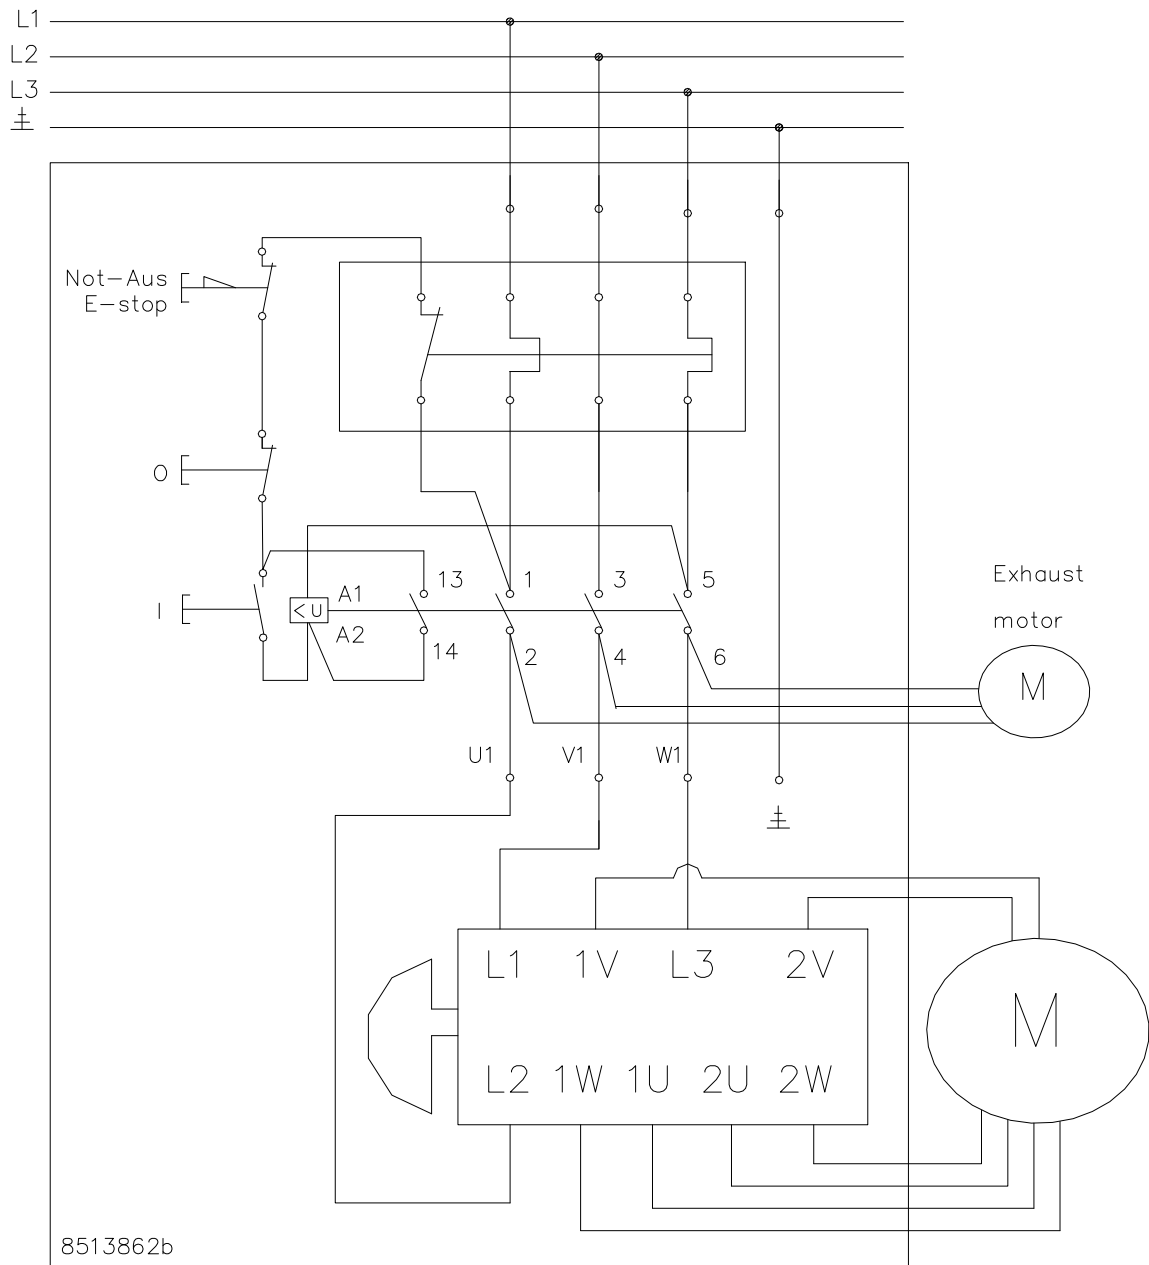 L1
L2
L3
Not-Aus
E-stop
O
I
<U
A1
A2
13
14
1
3
5
2
4
6
Exhaust
motor
M
U1
V1
W1
L1 1V L3 2V
L2 1W 1U 2U 2W
M
8513862b